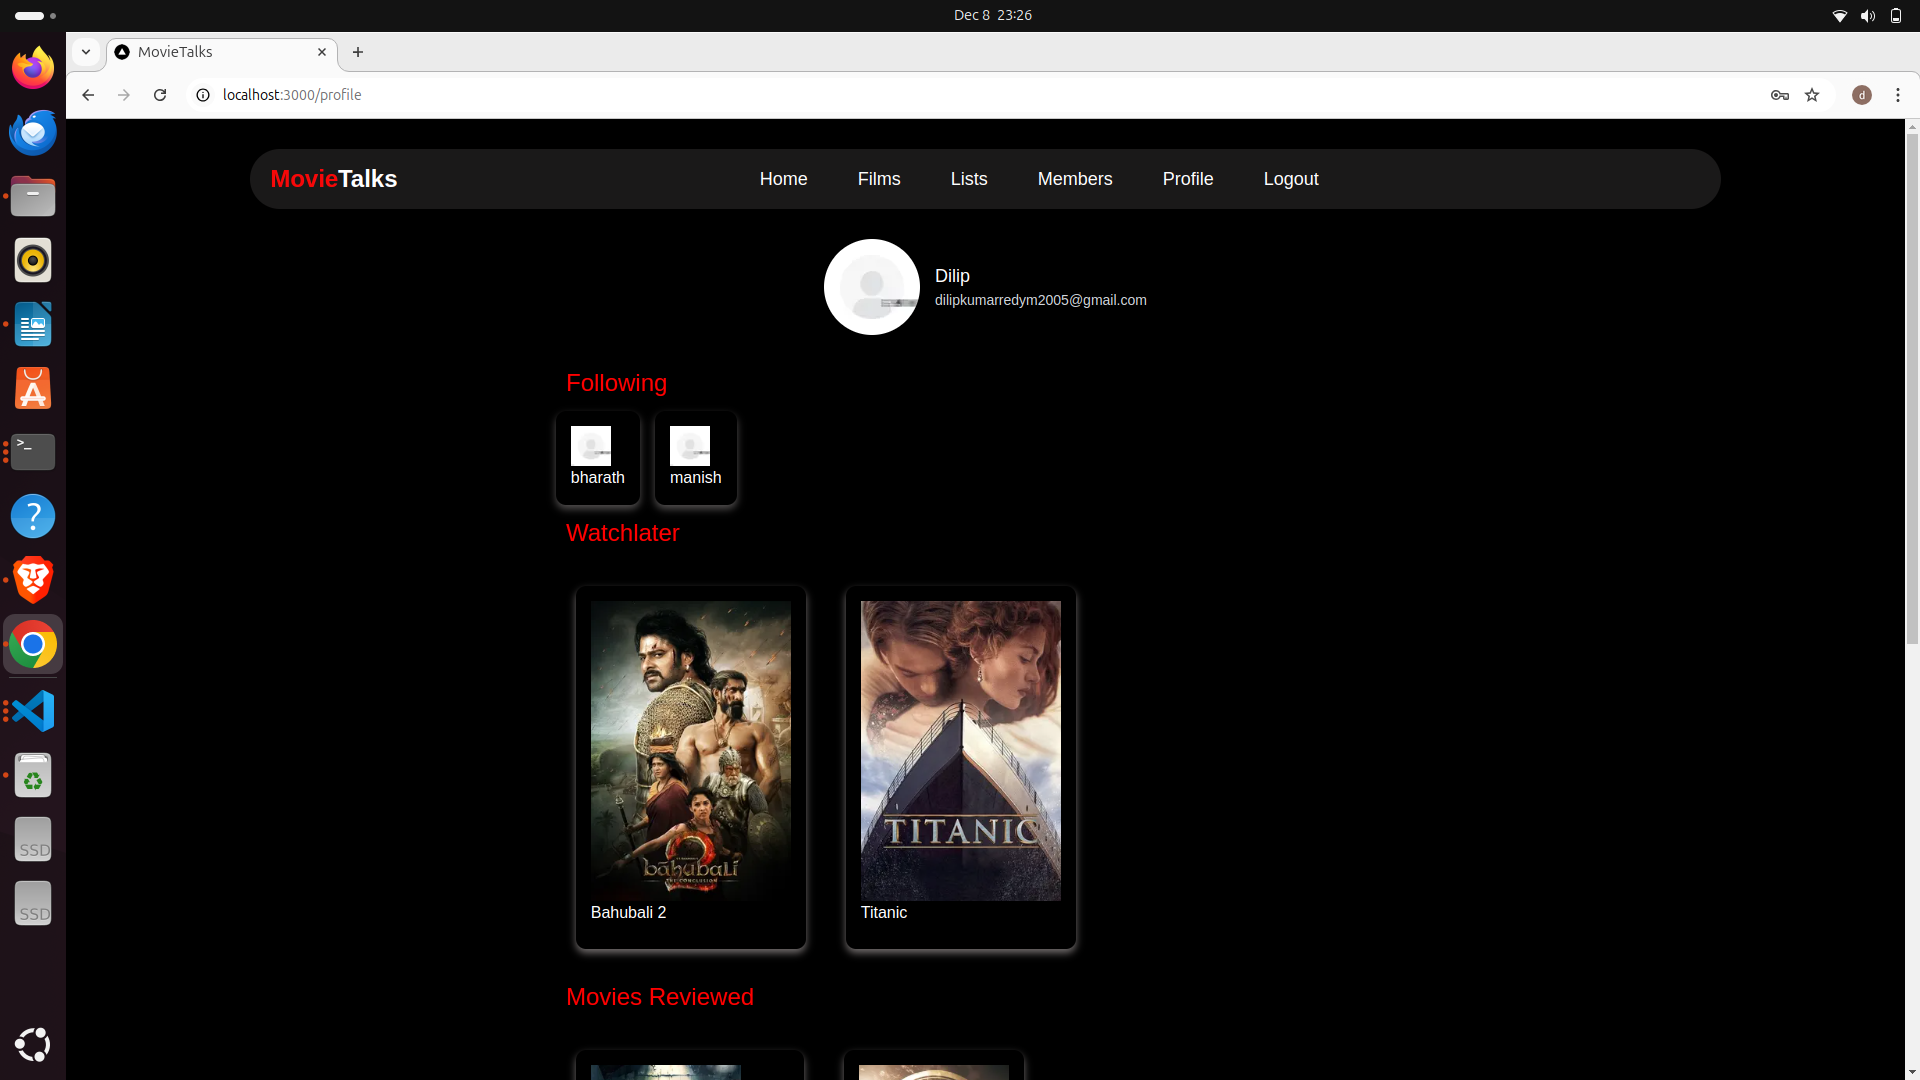 Dec 8 23:26
MovieTalks
localhost:3000/profile
d
MovieTalks
Home Films Lists Members Profile Logout
Dilip
dilipkumarredym2005@gmail.com
Following
bharath manish
Watchlater
bāhubali
2
THE CONCLUSION
TITANIC
Bahubali 2 Titanic
Movies Reviewed
SSD
SSD